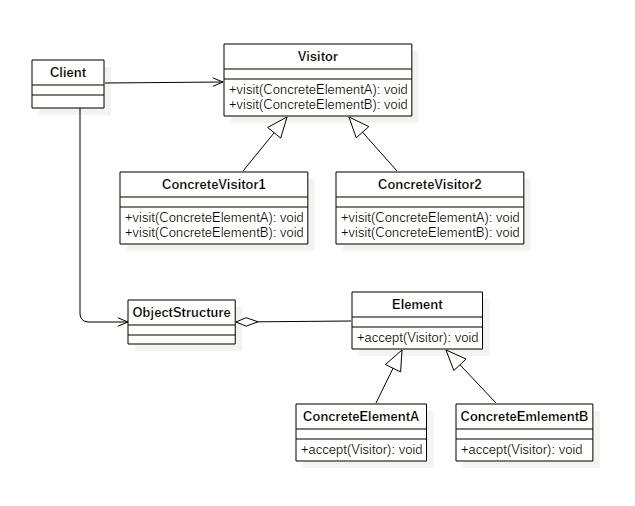 Visitor
+visit(ConcreteElementA): void
+visit(ConcreteElementB): void
Client
ConcreteVisitor1
+visit(ConcreteElementA): void
+visit(ConcreteElementB): void
ConcreteVisitor2
+visit(ConcreteElementA): void
+visit(ConcreteElementB): void
ObjectStructure
Element
+accept(Visitor): void
ConcreteElementA
+accept(Visitor): void
ConcreteEmlementB
+accept(Visitor): void